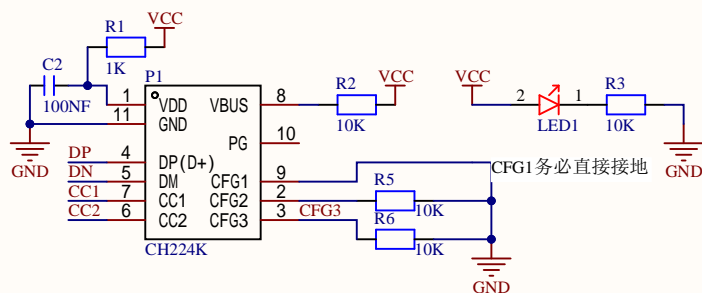 VCC
R1
1K
C2
100NF
GND
P1
1
11
4
5
7
6
DP
DN
CC1
CC2
VDD
GND
DP(D+)
DM
CC1
CC2
VBUS
PG
CFG1
CFG2
CFG3
CH224K
8
10
9
2
3
CFG3
R2
10K
VCC
VCC
2
1
LED1
R3
10K
GND
CFG1务必直接接地
R5
10K
R6
10K
GND